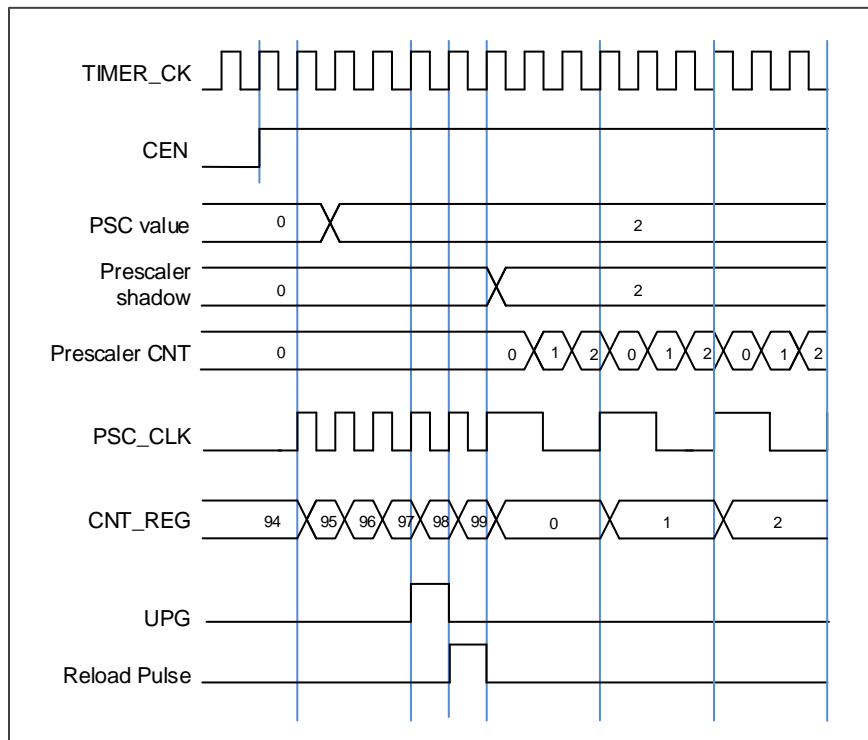 TIMER_CK
CEN
PSC value 0 2
Prescaler
shadow 0 2
Prescaler CNT 0 0 1 2 0 1 2 0 1 2
PSC_CLK
CNT_REG 94 95 96 97 98 99 0 1 2
UPG
Reload Pulse